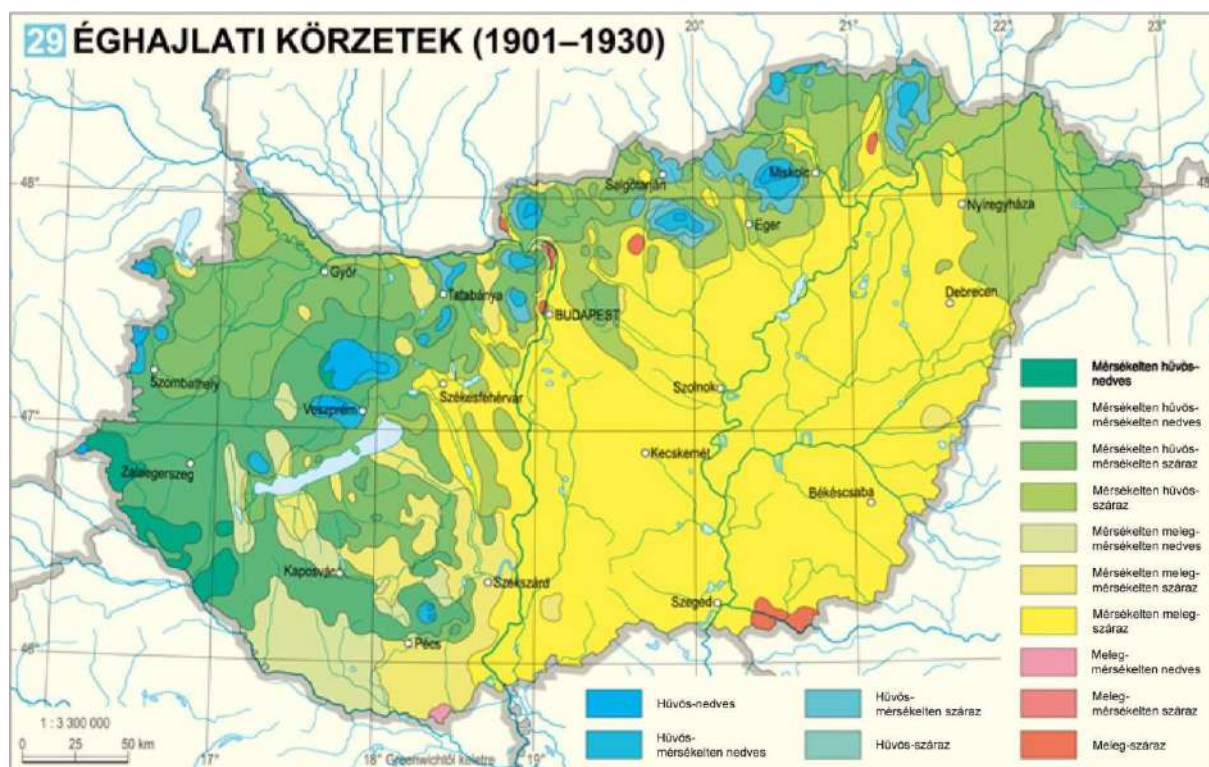 29 ÉGHAJLATI KÖRZETEK (1901–1930)
20°
21°
22°
23°
48°
48
Salgótarján
Miskolc
Nyíregyháza
Eger
Győr
Tatabánya
BUDAPEST
Debrecen
Szombathely
Székesfehérvár
Szolnok
Veszprém
47°
Zalaegerszeg
Kecskemét
Békéscsaba
Kaposvár
Szekszárd
Szeged
Pécs
46°
Mérsékelten hűvös-
nedves
Mérsékelten hűvös-
mérsékelten nedves
Mérsékelten hűvös-
mérsékelten száraz
Mérsékelten hűvös-
száraz
Mérsékelten meleg-
mérsékelten nedves
Mérsékelten meleg-
mérsékelten száraz
Mérsékelten meleg-
száraz
Meleg-
mérsékelten nedves
Meleg-
mérsékelten száraz
Meleg-száraz
Hűvös-nedves
Hűvös-
mérsékelten nedves
Hűvös-
mérsékelten száraz
Hűvös-száraz
1 : 3 300 000
0 25 50 km
17°
18° Greenwichtől keletre
19°